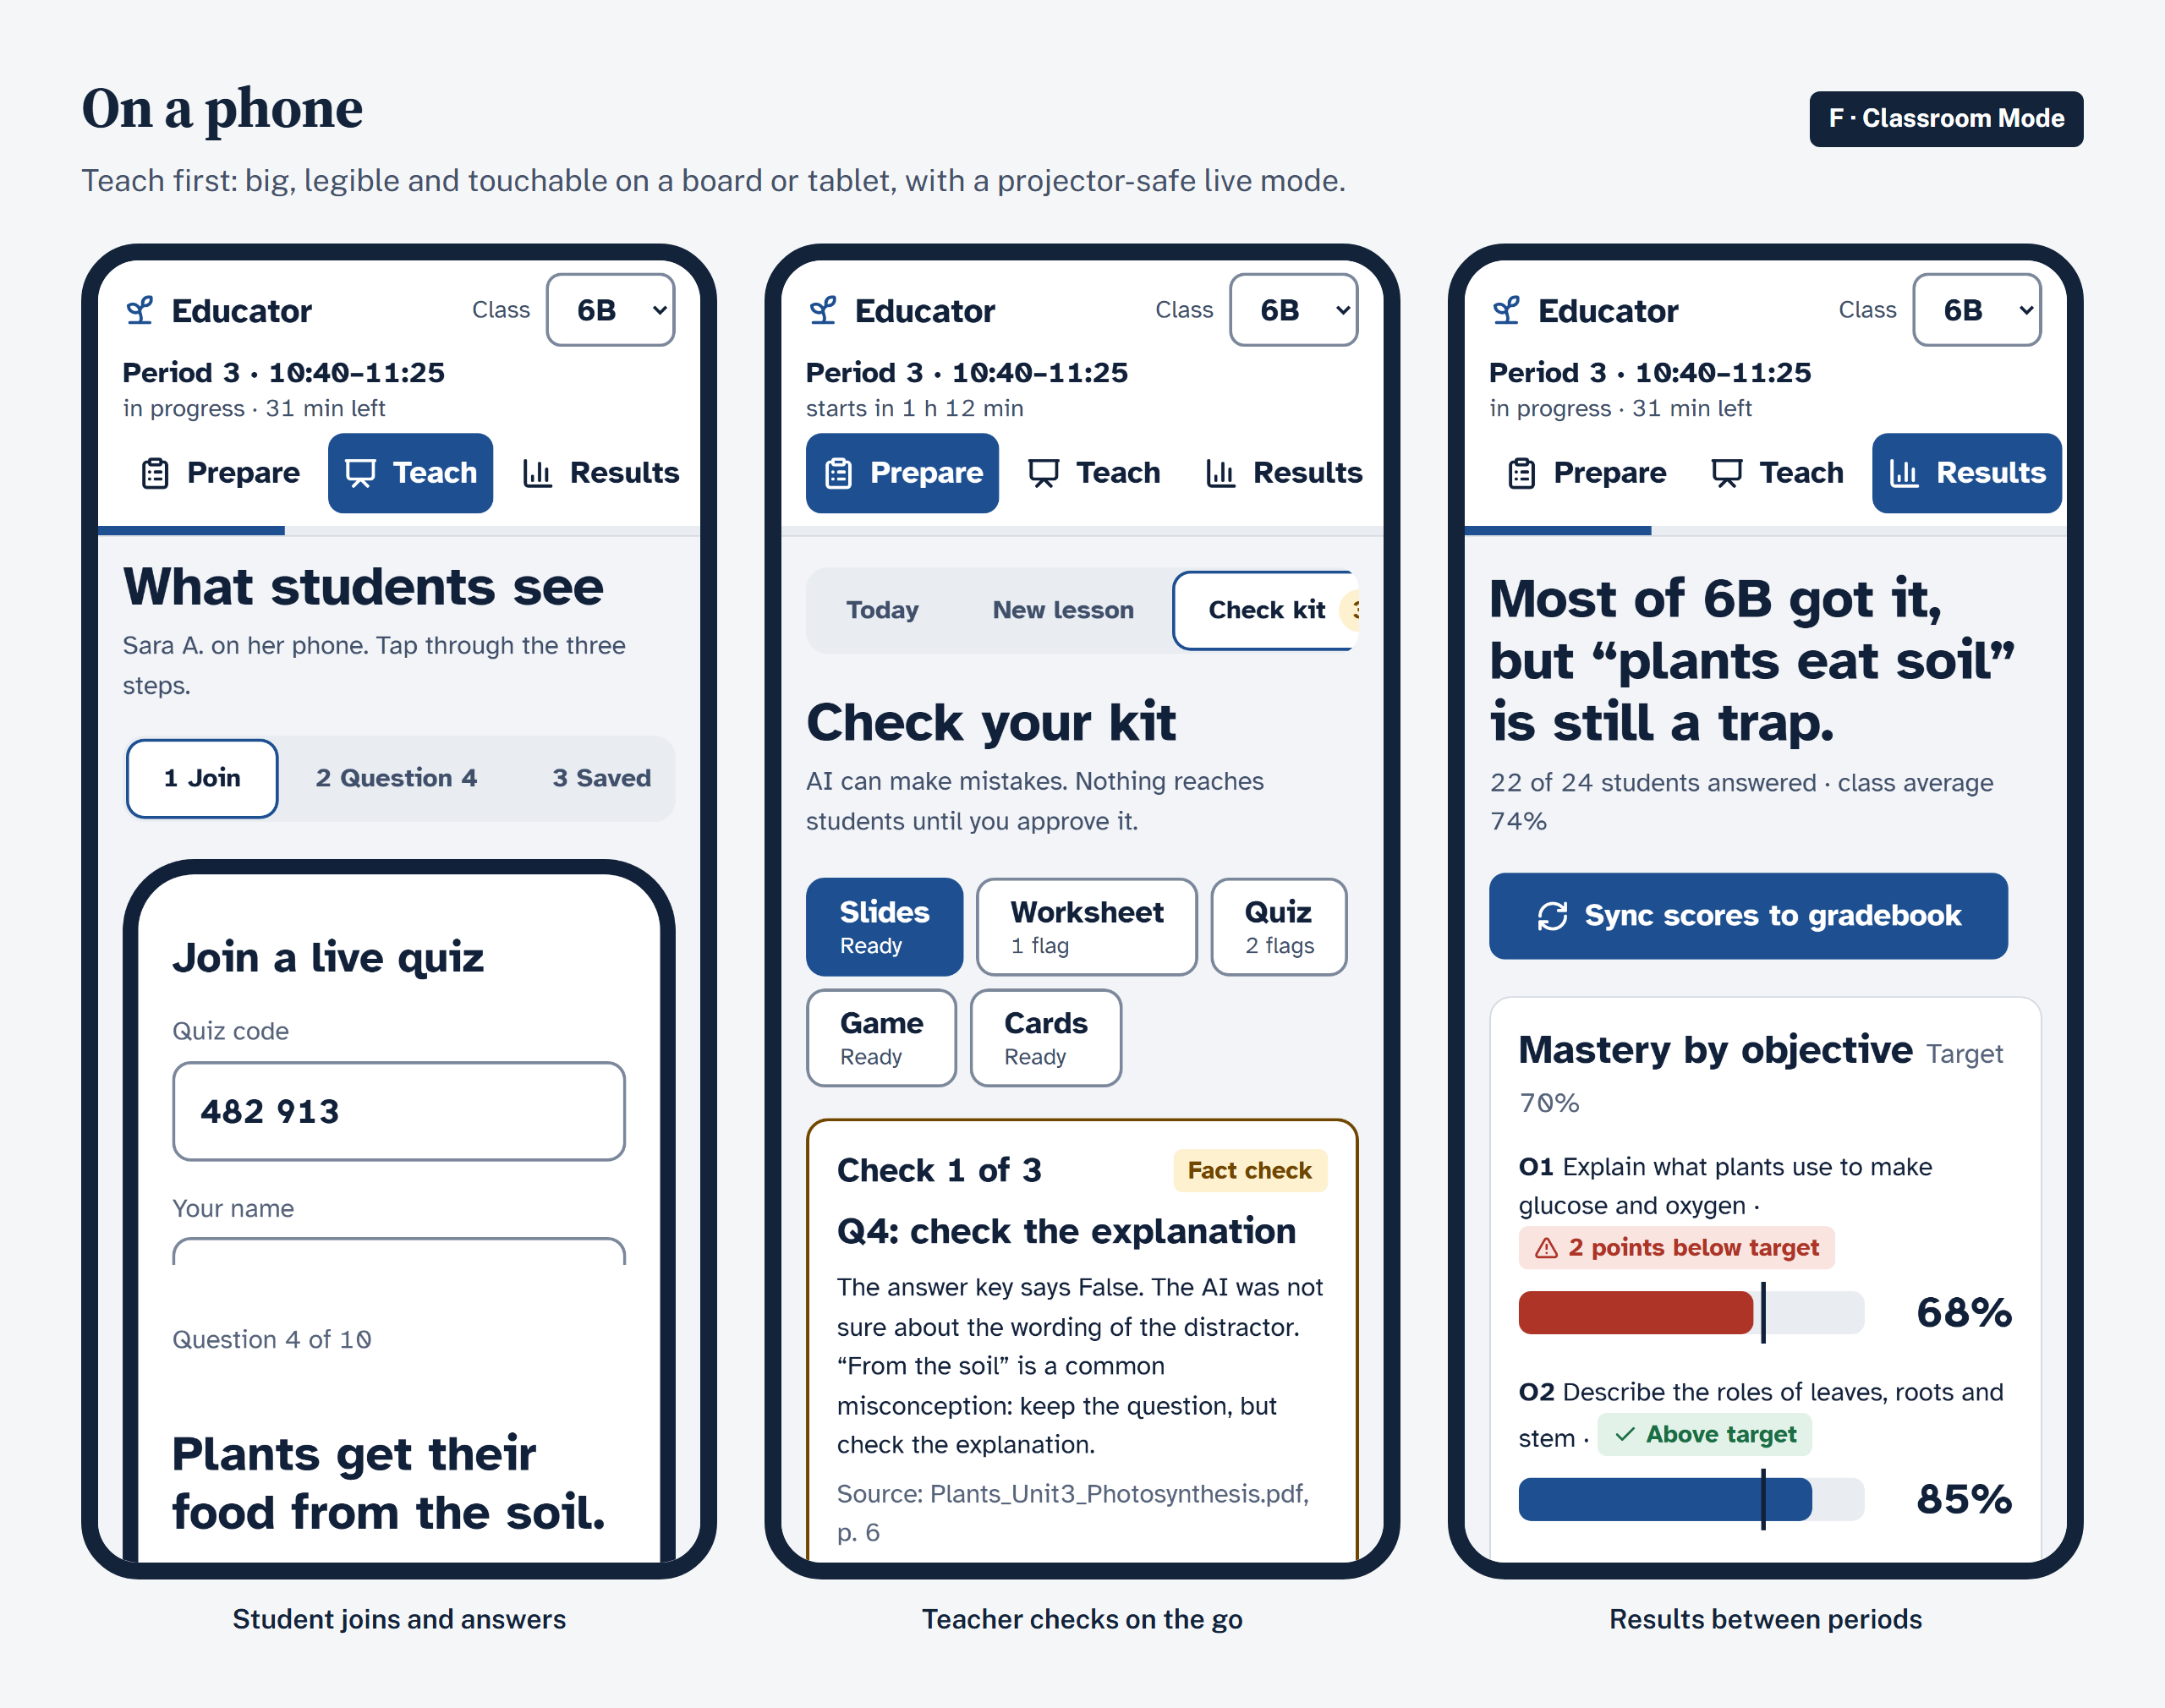 On a phone
F · Classroom Mode
Teach first: big, legible and touchable on a board or tablet, with a projector-safe live mode.
Educator
Class
6B
Period 3 · 10:40–11:25
in progress · 31 min left
Prepare
Teach
Results
What students see
Sara A. on her phone. Tap through the three
steps.
1 Join
2 Question 4
3 Saved
Join a live quiz
Quiz code
482 913
Your name
Question 4 of 10
Plants get their
food from the soil.
Student joins and answers
Educator
Class
6B
Period 3 · 10:40–11:25
starts in 1 h 12 min
Prepare
Teach
Results
Today
New lesson
Check kit
Check your kit
AI can make mistakes. Nothing reaches
students until you approve it.
Slides
Ready
Worksheet
1 flag
Quiz
2 flags
Game
Ready
Cards
Ready
Check 1 of 3
Fact check
Q4: check the explanation
The answer key says False. The AI was not
sure about the wording of the distractor.
“From the soil” is a common
misconception: keep the question, but
check the explanation.
Source: Plants_Unit3_Photosynthesis.pdf,
p. 6
Teacher checks on the go
Educator
Class
6B
Period 3 · 10:40–11:25
in progress · 31 min left
Prepare
Teach
Results
Most of 6B got it,
but “plants eat soil”
is still a trap.
22 of 24 students answered · class average
74%
Sync scores to gradebook
Mastery by objective Target
70%
O1 Explain what plants use to make
glucose and oxygen ·
2 points below target
68%
O2 Describe the roles of leaves, roots and
stem · Above target
85%
Results between periods